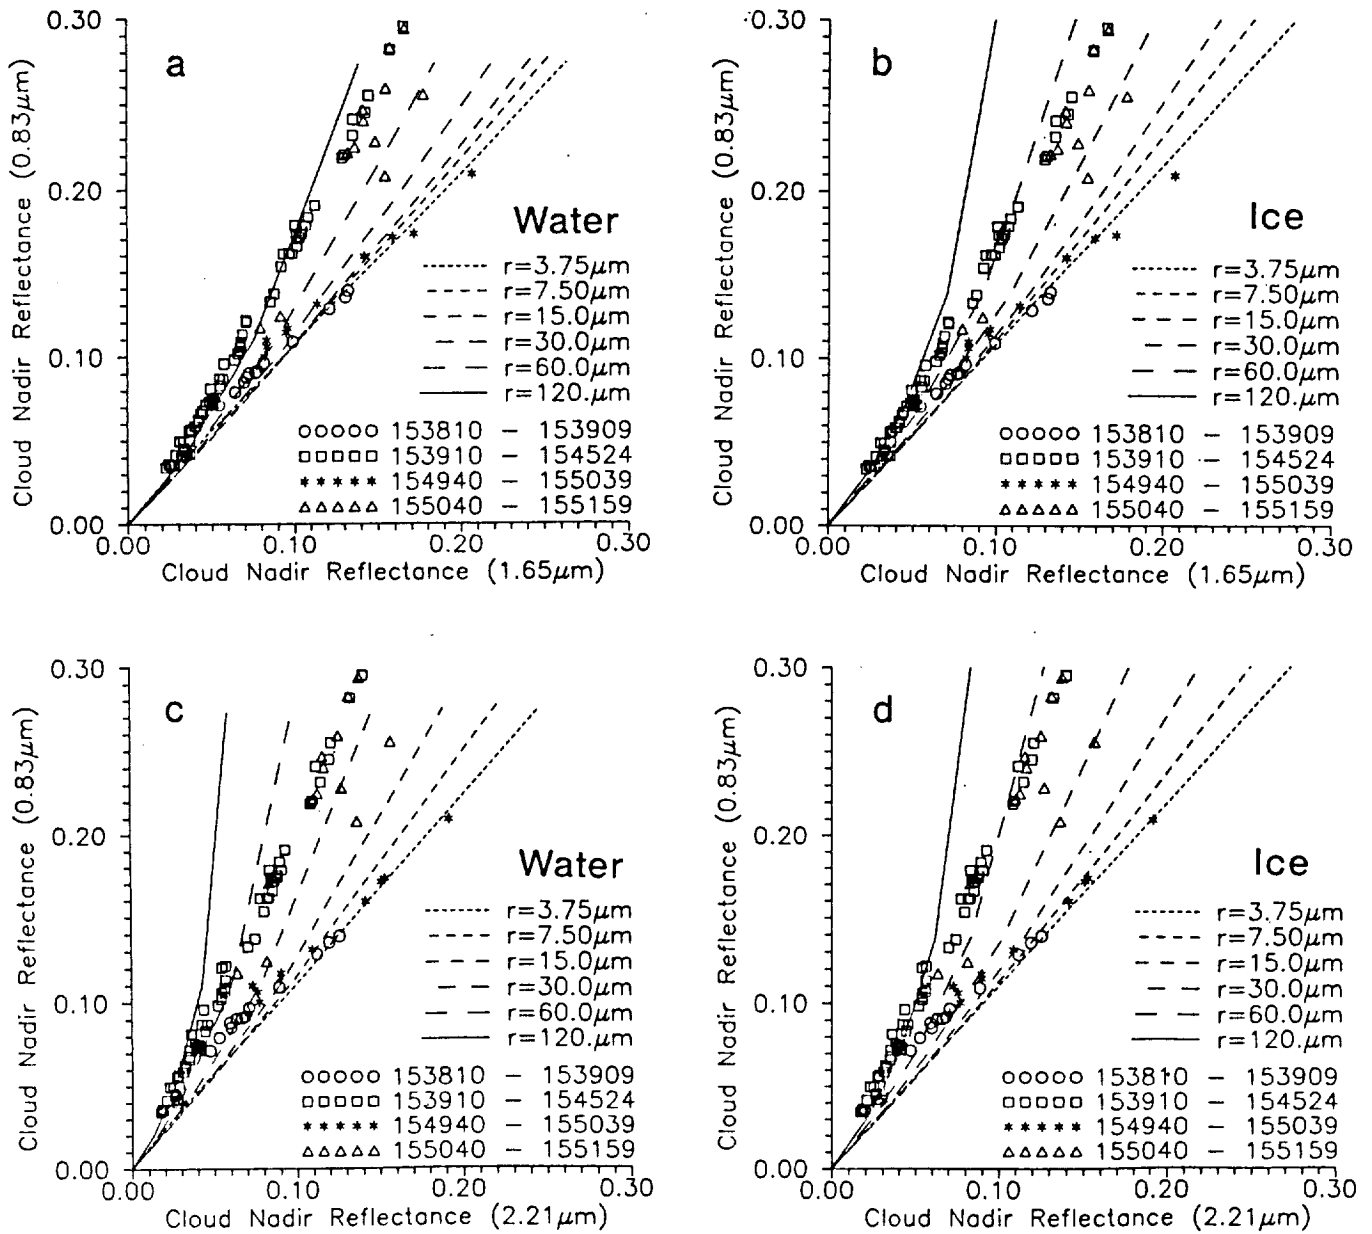 a
0.30
0.20
0.10
0.00
Cloud Nadir Reflectance (0.83μm)
Water
r=3.75μm
r=7.50μm
r=15.0μm
r=30.0μm
r=60.0μm
r=120.μm
153810 – 153909
153910 – 154524
154940 – 155039
155040 – 155159
0.00 0.10 0.20 0.30
Cloud Nadir Reflectance (1.65μm)
b
0.30
0.20
0.10
0.00
Cloud Nadir Reflectance (0.83μm)
Ice
r=3.75μm
r=7.50μm
r=15.0μm
r=30.0μm
r=60.0μm
r=120.μm
153810 – 153909
153910 – 154524
154940 – 155039
155040 – 155159
0.00 0.10 0.20 0.30
Cloud Nadir Reflectance (1.65μm)
c
0.30
0.20
0.10
0.00
Cloud Nadir Reflectance (0.83μm)
Water
r=3.75μm
r=7.50μm
r=15.0μm
r=30.0μm
r=60.0μm
r=120.μm
153810 – 153909
153910 – 154524
154940 – 155039
155040 – 155159
0.00 0.10 0.20 0.30
Cloud Nadir Reflectance (2.21μm)
d
0.30
0.20
0.10
0.00
Cloud Nadir Reflectance (0.83μm)
Ice
r=3.75μm
r=7.50μm
r=15.0μm
r=30.0μm
r=60.0μm
r=120.μm
153810 – 153909
153910 – 154524
154940 – 155039
155040 – 155159
0.00 0.10 0.20 0.30
Cloud Nadir Reflectance (2.21μm)